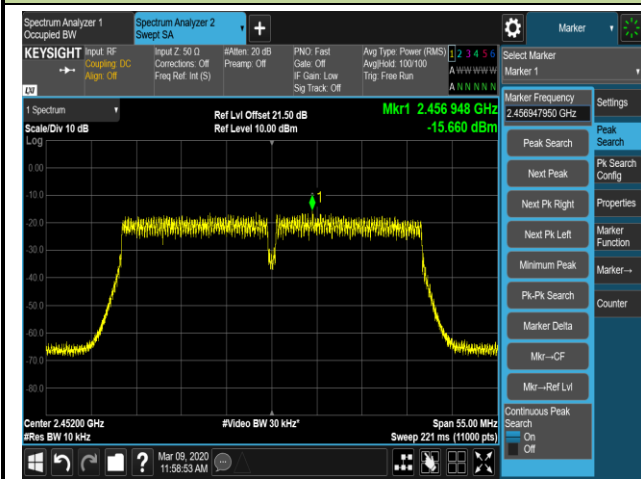 Spectrum Analyzer 1
Occupied BW
Spectrum Analyzer 2
Swept SA
+
Marker
KEYSIGHT
Input: RF
Coupling: DC
Align: Off
LXI
Input Z: 50 Ω
Corrections: Off
Freq Ref: Int (S)
#Atten: 20 dB
Preamp: Off
PNO: Fast
Gate: Off
IF Gain: Low
Sig Track: Off
Avg Type: Power (RMS)
Avg|Hold: 100/100
Trig: Free Run
1 2 3 4 5 6
A W W W W W
A N N N N N
Select Marker
Marker 1
1 Spectrum
Scale/Div 10 dB
Log
Ref Lvl Offset 21.50 dB
Ref Level 10.00 dBm
Mkr1 2.456 948 GHz
-15.660 dBm
1
0.00
-10.0
-20.0
-30.0
-40.0
-50.0
-60.0
-70.0
-80.0
Center 2.45200 GHz
#Res BW 10 kHz
#Video BW 30 kHz*
Span 55.00 MHz
Sweep 221 ms (11000 pts)
Marker Frequency
2.456947950 GHz
Peak Search
Next Peak
Next Pk Right
Next Pk Left
Minimum Peak
Pk-Pk Search
Marker Delta
Mkr→CF
Mkr→Ref Lvl
Continuous Peak
Search
On
Off
Settings
Peak
Search
Pk Search
Config
Properties
Marker
Function
Marker→
Counter
?
Mar 09, 2020
11:58:53 AM